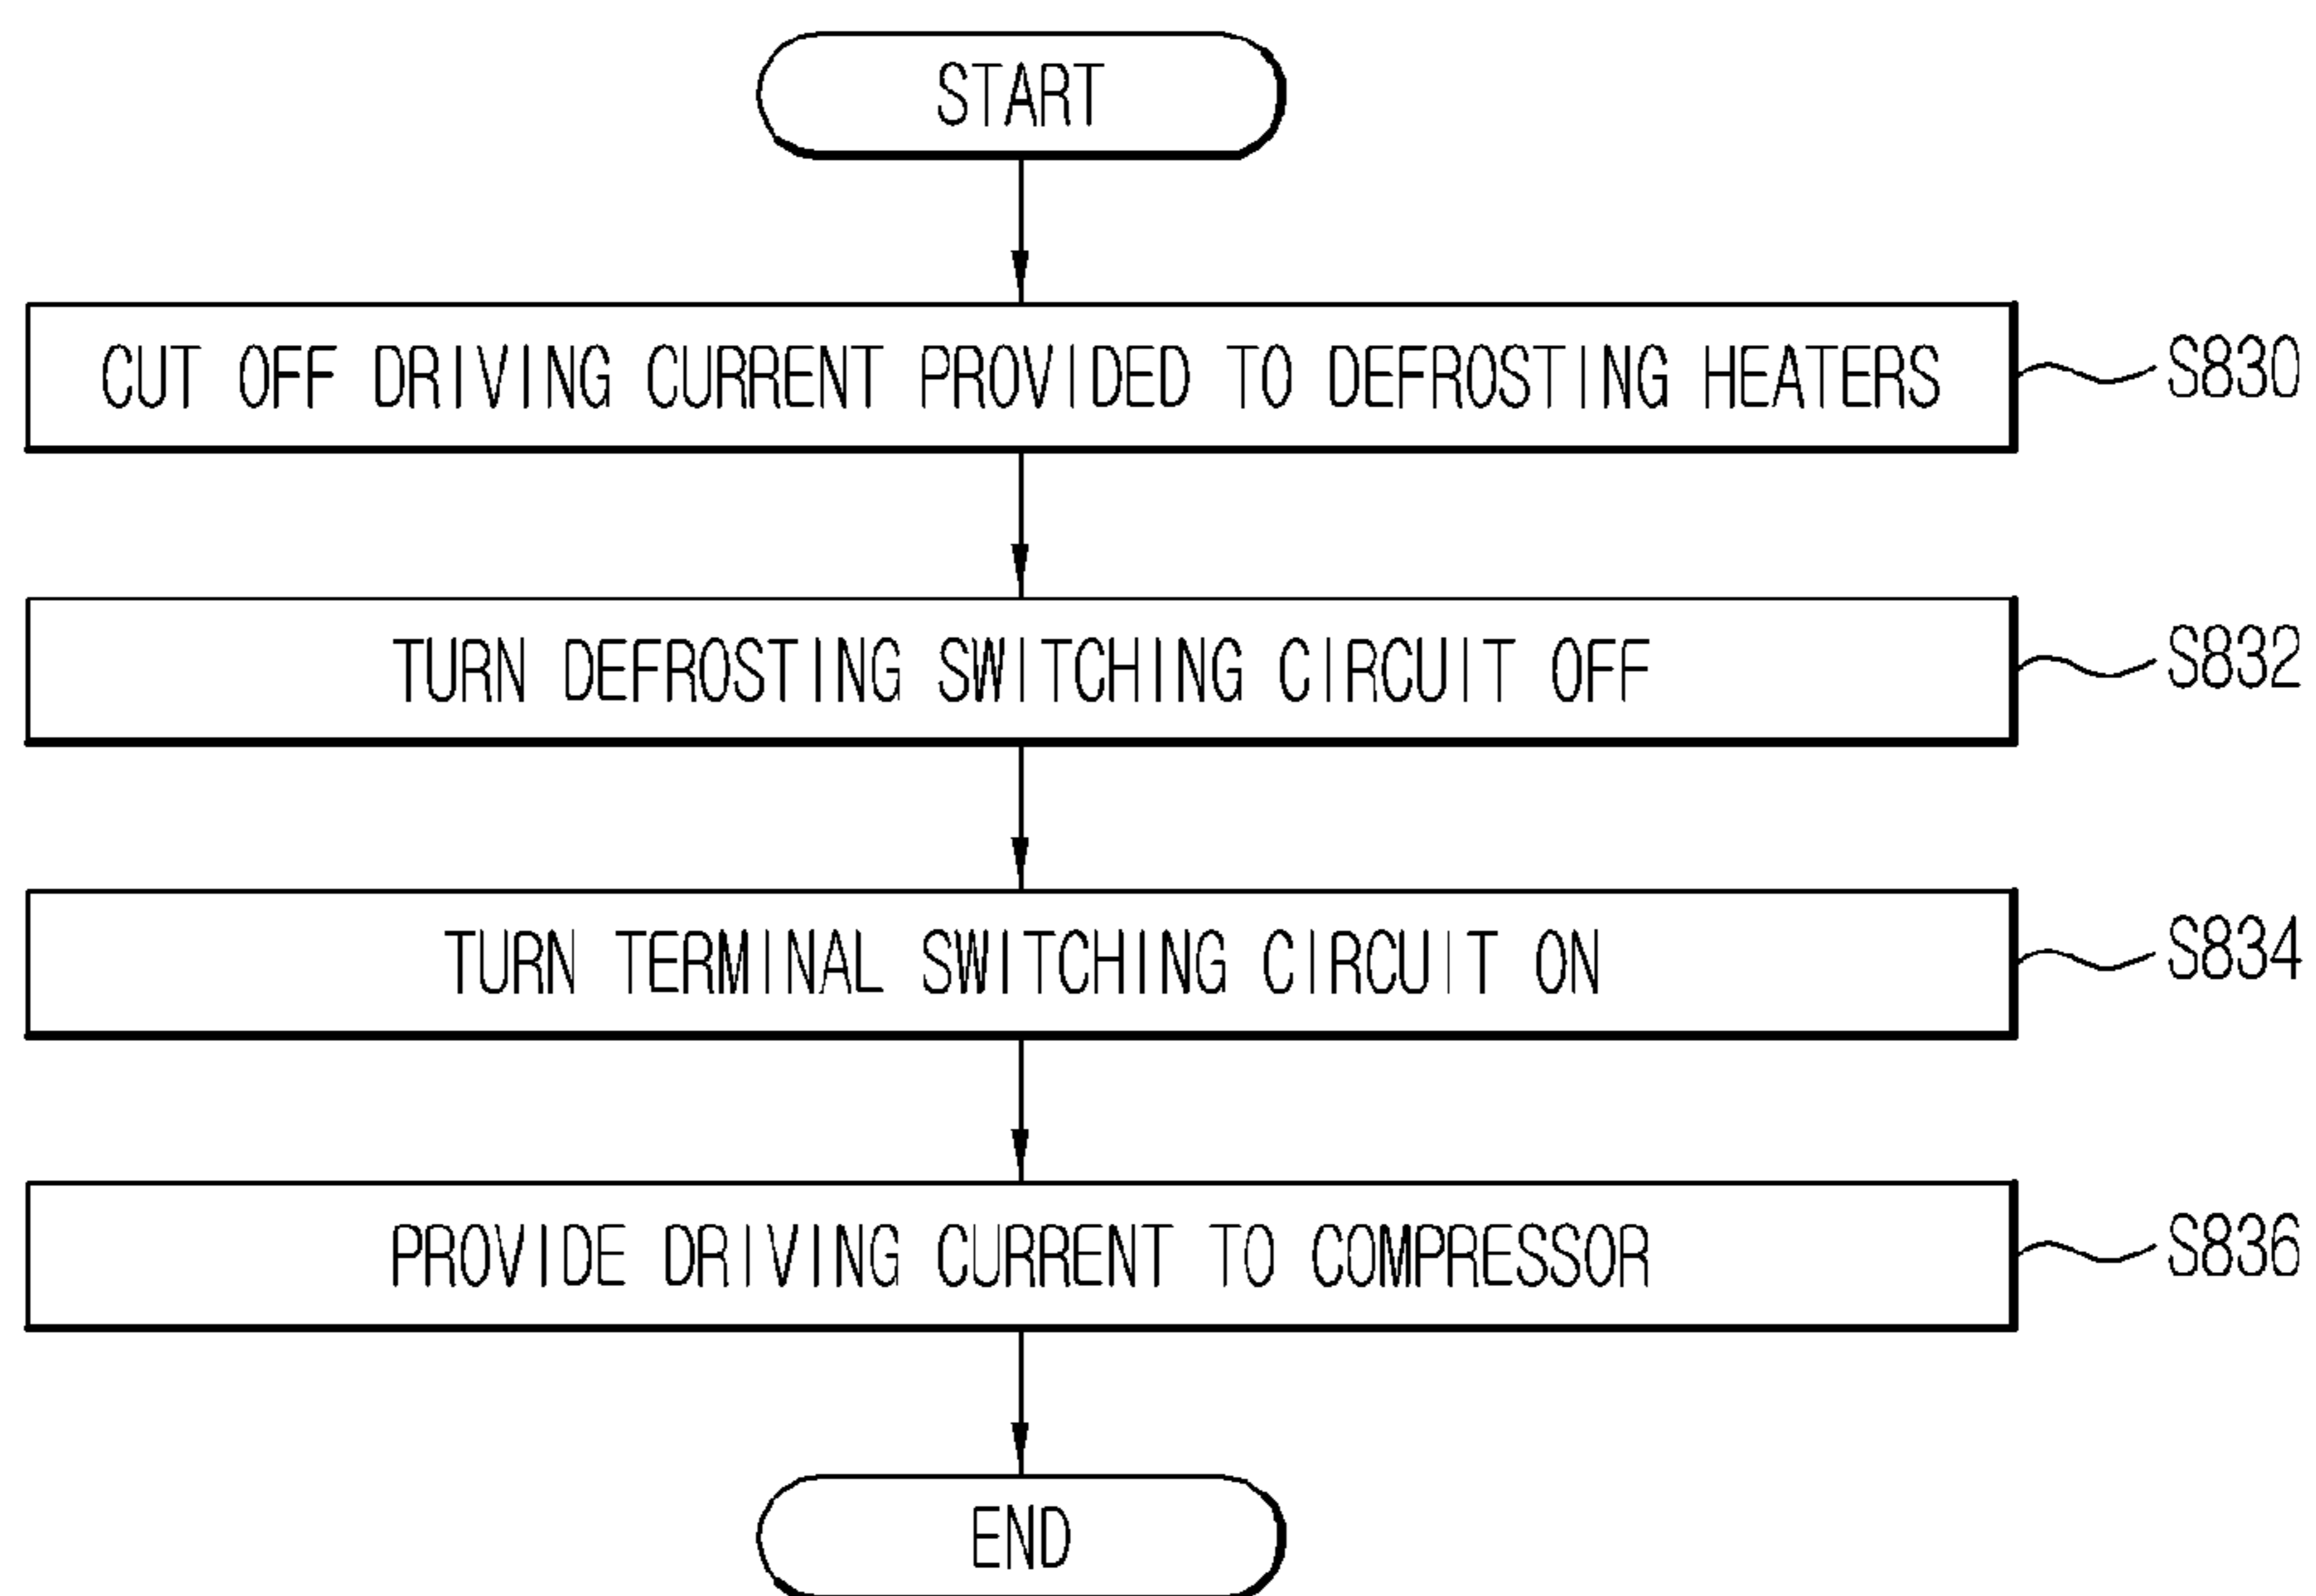 START
CUT OFF DRIVING CURRENT PROVIDED TO DEFROSTING HEATERS
S830
TURN DEFROSTING SWITCHING CIRCUIT OFF
S832
TURN TERMINAL SWITCHING CIRCUIT ON
S834
PROVIDE DRIVING CURRENT TO COMPRESSOR
S836
END